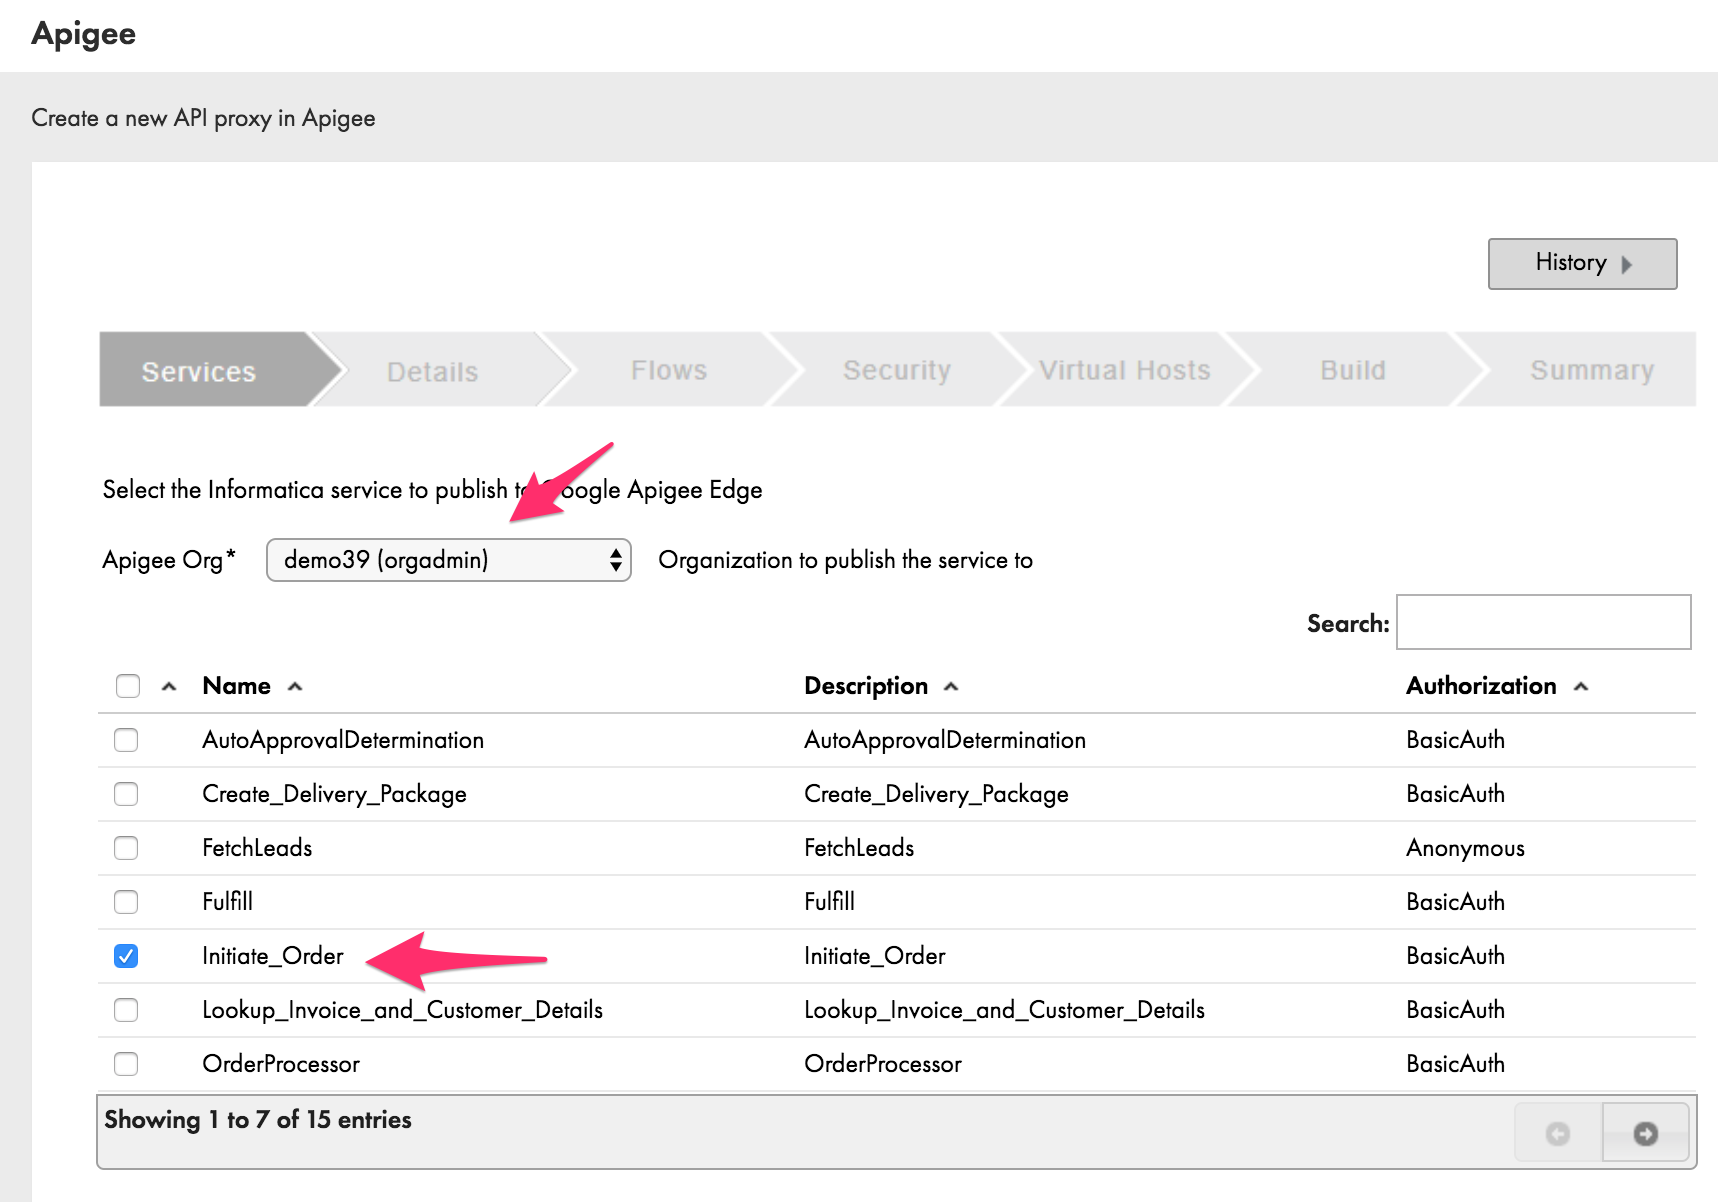 Apigee
Create a new API proxy in Apigee
History
Services Details Flows Security Virtual Hosts Build Summary
Select the Informatica service to publish to Google Apigee Edge
Apigee Org* demo39 (orgadmin) Organization to publish the service to
Search:
Name Description Authorization
AutoApprovalDetermination AutoApprovalDetermination BasicAuth
Create_Delivery_Package Create_Delivery_Package BasicAuth
FetchLeads FetchLeads Anonymous
Fulfill Fulfill BasicAuth
Initiate_Order Initiate_Order BasicAuth
Lookup_Invoice_and_Customer_Details Lookup_Invoice_and_Customer_Details BasicAuth
OrderProcessor OrderProcessor BasicAuth
Showing 1 to 7 of 15 entries